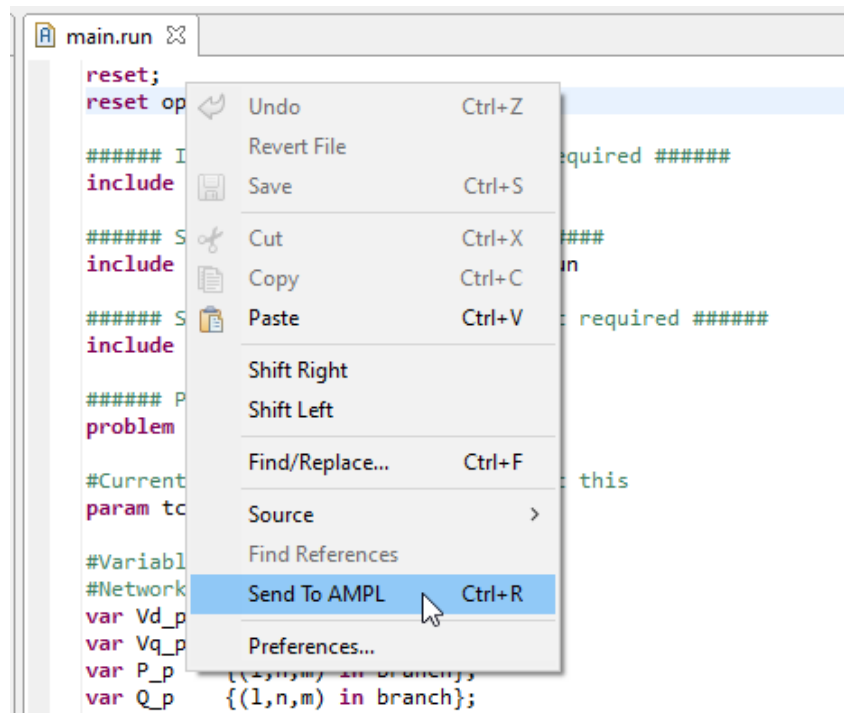 main.run
reset;
reset op
Undo Ctrl+Z
###### I equired ######
Revert File
include
Save Ctrl+S
###### S ####
Cut Ctrl+X
include un
Copy Ctrl+C
###### S required ######
Paste Ctrl+V
include
Shift Right
###### P
Shift Left
problem
Find/Replace... Ctrl+F
#Current this
param tc
Source >
#Variabl
Find References
#Network
Send To AMPL Ctrl+R
var Vd_p
var Vq_p
Preferences...
var P_p {(l,n,m) in branch};
var Q_p {(l,n,m) in branch};